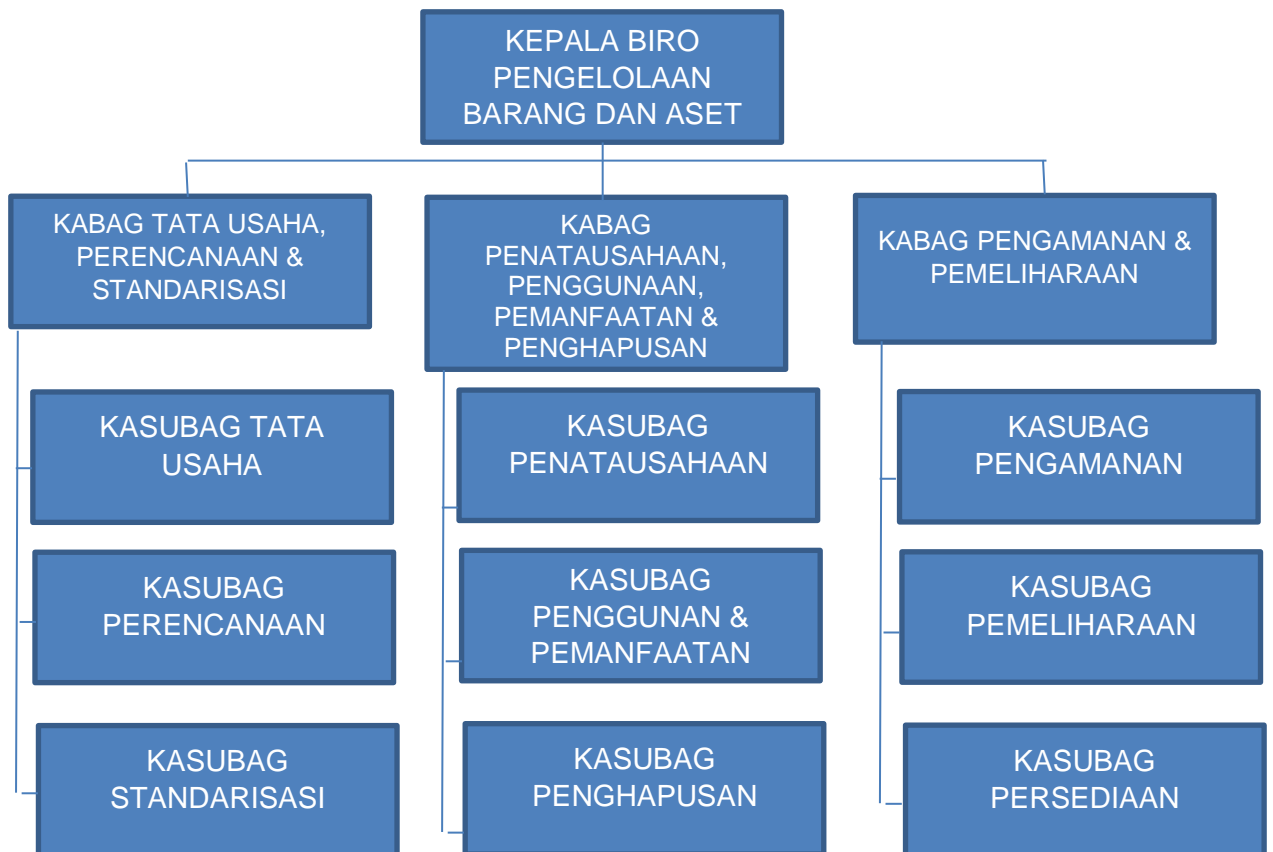 KEPALA BIRO
PENGELOLAAN
BARANG DAN ASET
KABAG TATA USAHA,
PERENCANAAN &
STANDARISASI
KABAG
PENATAUSAHAAN,
PENGGUNAAN,
PEMANFAATAN &
PENGHAPUSAN
KABAG PENGAMANAN &
PEMELIHARAAN
KASUBAG TATA
USAHA
KASUBAG
PENATAUSAHAAN
KASUBAG
PENGAMANAN
KASUBAG
PERENCANAAN
KASUBAG
PENGGUNAN &
PEMANFAATAN
KASUBAG
PEMELIHARAAN
KASUBAG
STANDARISASI
KASUBAG
PENGHAPUSAN
KASUBAG
PERSEDIAAN